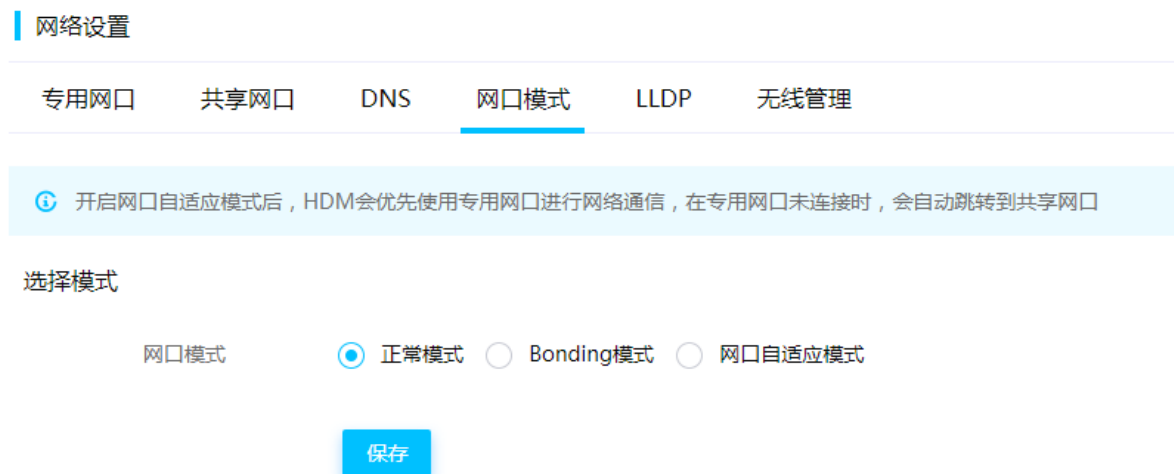 网络设置
专用网口 共享网口 DNS 网口模式 LLDP 无线管理
开启网口自适应模式后，HDM会优先使用专用网口进行网络通信，在专用网口未连接时，会自动跳转到共享网口
选择模式
网口模式 正常模式 Bonding模式 网口自适应模式
保存